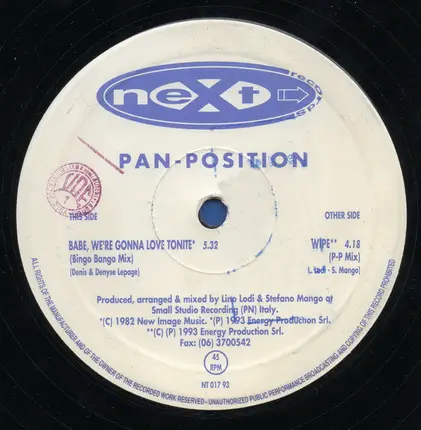 next
records
PAN-POSITION
THIS SIDE
OTHER SIDE
BABE, WE'RE GONNA LOVE TONITE* 5.32
(Bingo Bango Mix)
(Denis & Denyse Lepage)
WIPE** 4.18
(P-P Mix)
(L. Lodi - S. Mango)
Produced, arranged & mixed by Lino Lodi & Stefano Mango at
Small Studio Recording (PN) Italy.
*(C) 1982 New Image Music. *(P) 1993 Energy Production Srl.
**(C) (P) 1993 Energy Production Srl.
Fax: (06) 3700542
45
RPM
NT 017 93
ALL RIGHTS OF THE MANUFACTURER AND OF THE OWNER OF THE RECORDED WORK RESERVED - UNAUTHORIZED PUBLIC PERFORMANCE BROADCASTING AND COPYING OF THIS RECORD PROHIBITED